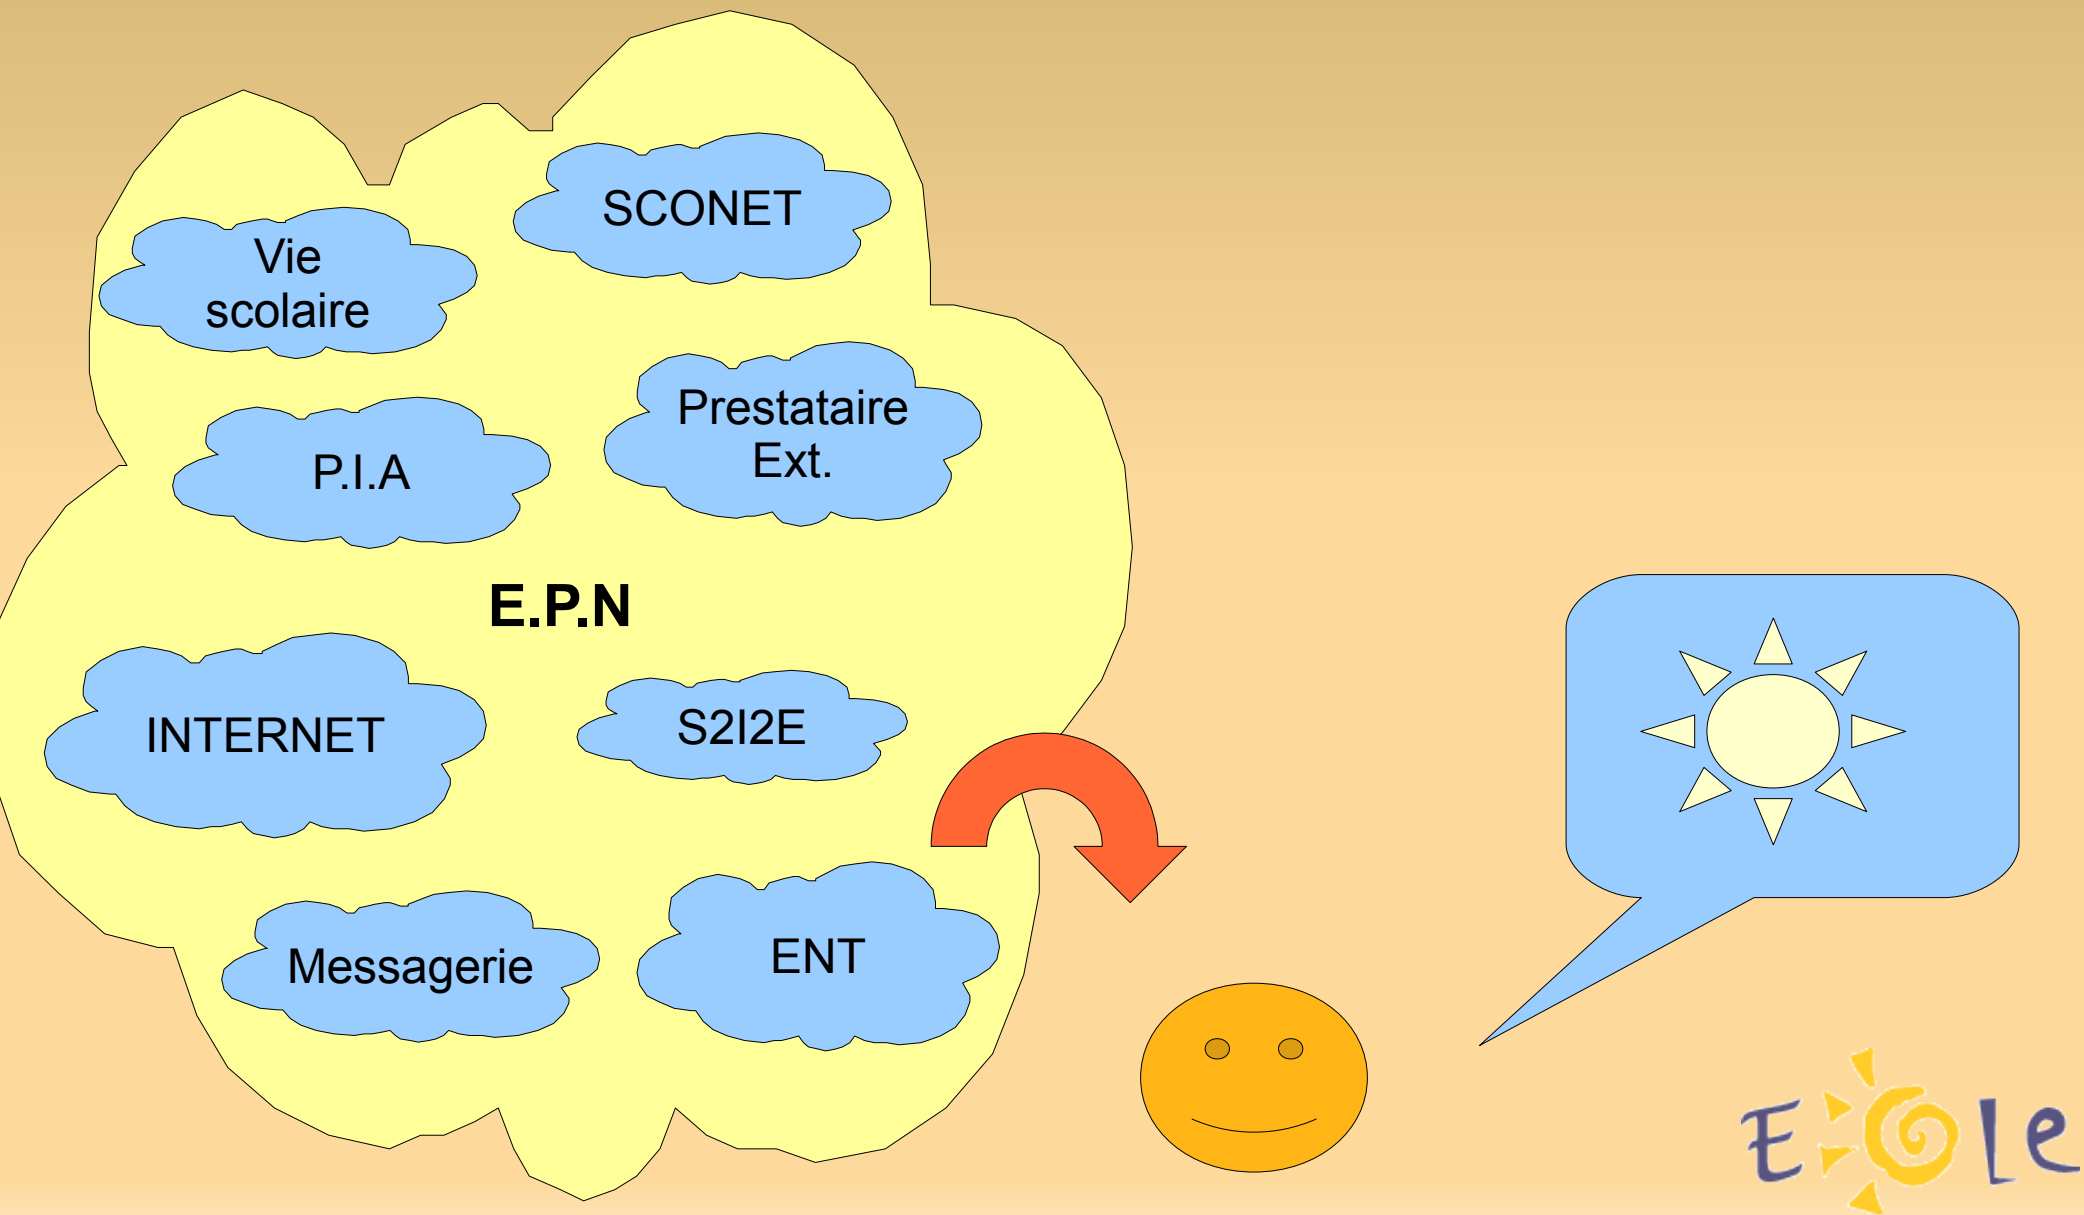 SCONET
Vie
scolaire
Prestataire
Ext.
P.I.A
E.P.N
INTERNET
S2I2E
Messagerie
ENT
EOle